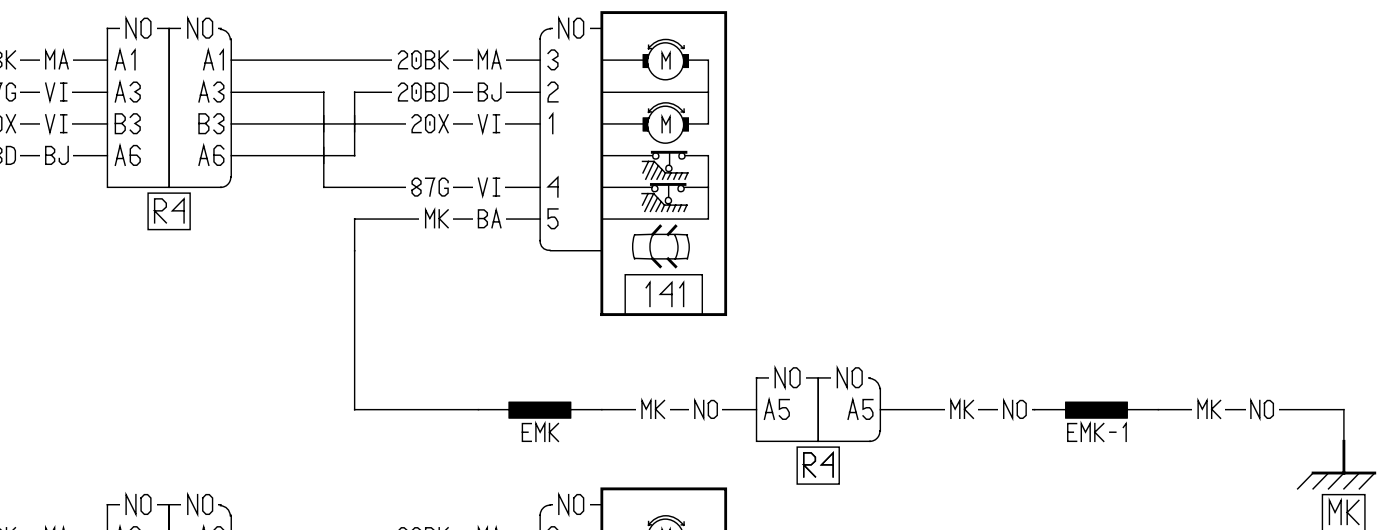 NO NO NO
K—MA A1 A1 20BK—MA 3 M
G—VI A3 A3 20BD—BJ 2
X—VI B3 B3 20X—VI 1 M
D—BJ A6 A6
87G—VI 4
R4 MK—BA 5
141
NO NO
EMK MK—NO A5 A5 MK—NO EMK-1 MK—NO
R4
MK
NO NO NO
MA MA